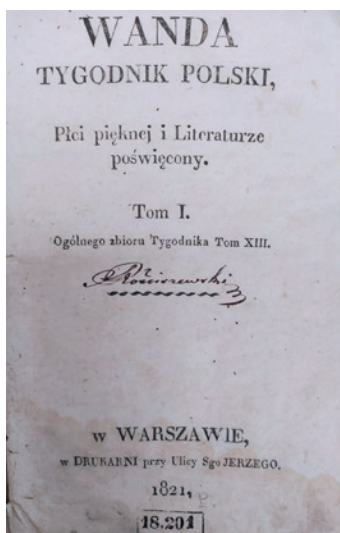 WANDA
TYGODNIK POLSKI,
Płci pięknej i Literaturze
poświęcony.
Tom I.
Ogólnego zbioru Tygodnika Tom XIII.
w WARSZAWIE,
w DRUKARNI przy Ulicy Sgo JERZEGO.
1821,
18.201